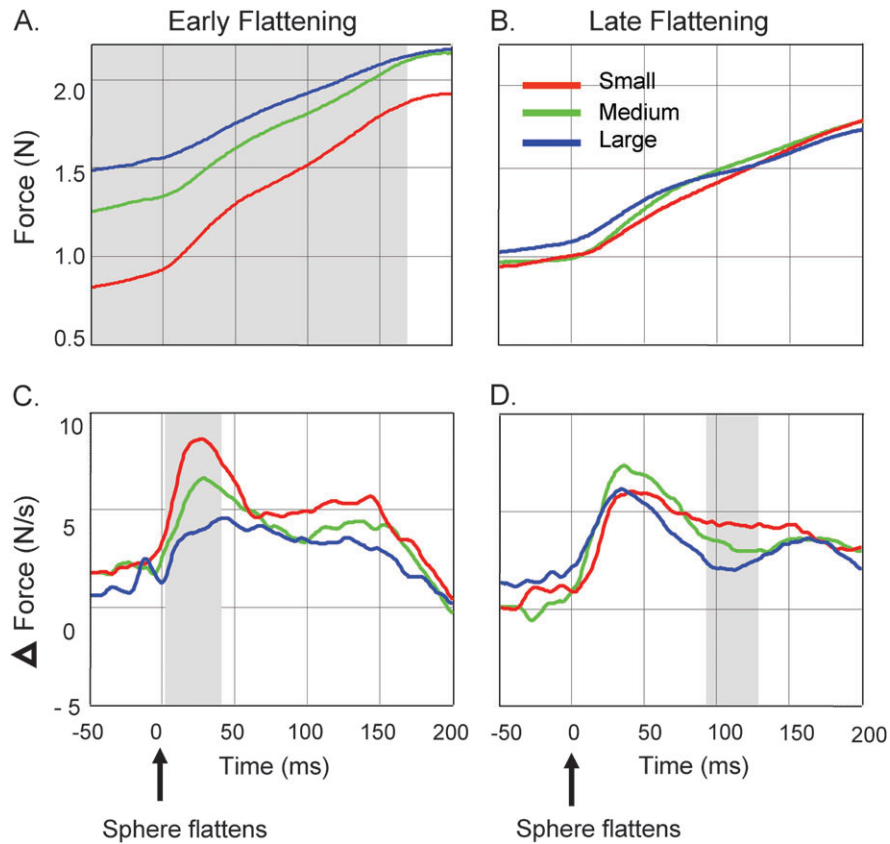 A. Early Flattening
B. Late Flattening
Force (N)
2.0
1.5
1.0
0.5
Small
Medium
Large
C.
D.
Δ Force (N/s)
10
5
0
- 5
-50 0 50 100 150 200
-50 0 50 100 150 200
Time (ms)
Time (ms)
Sphere flattens
Sphere flattens